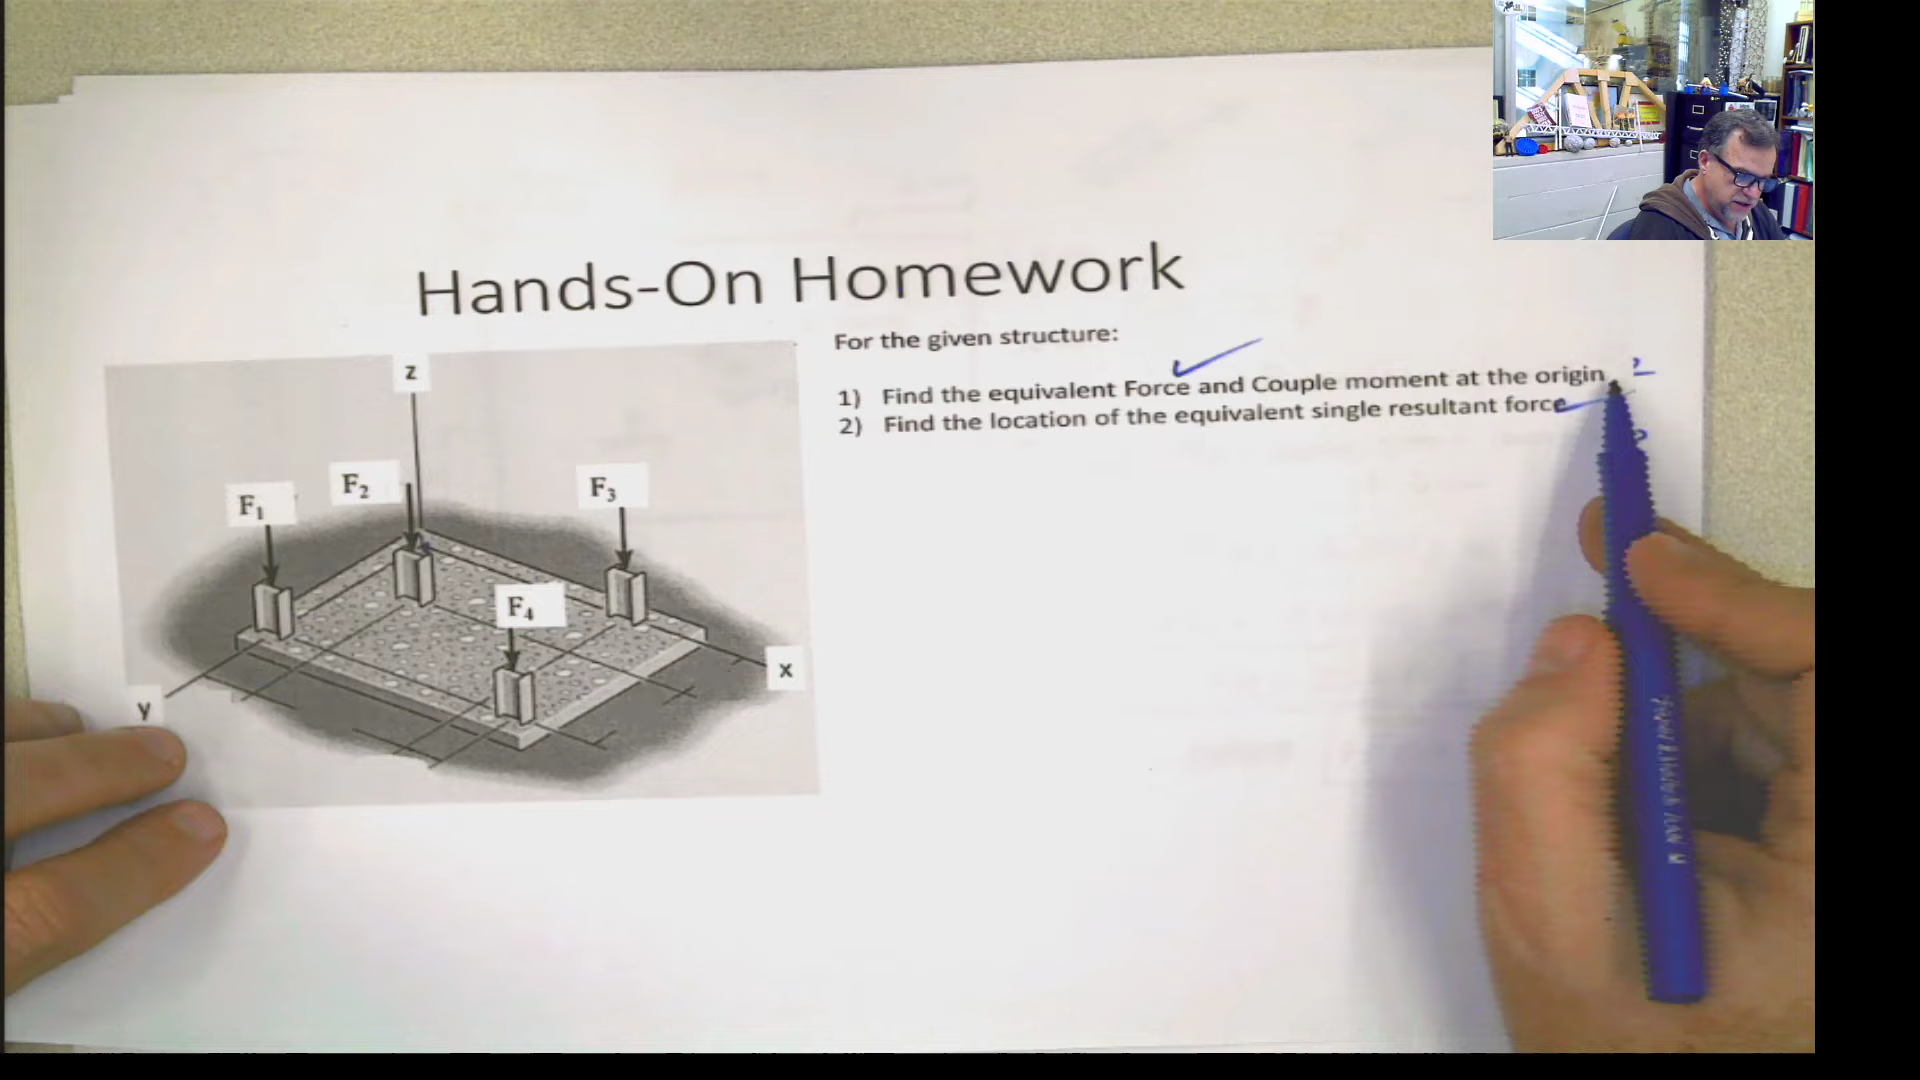 Hands-On Homework
For the given structure:
1) Find the equivalent Force and Couple moment at the origin
2) Find the location of the equivalent single resultant force
z
F₁
F₂
F₃
F₄
x
y